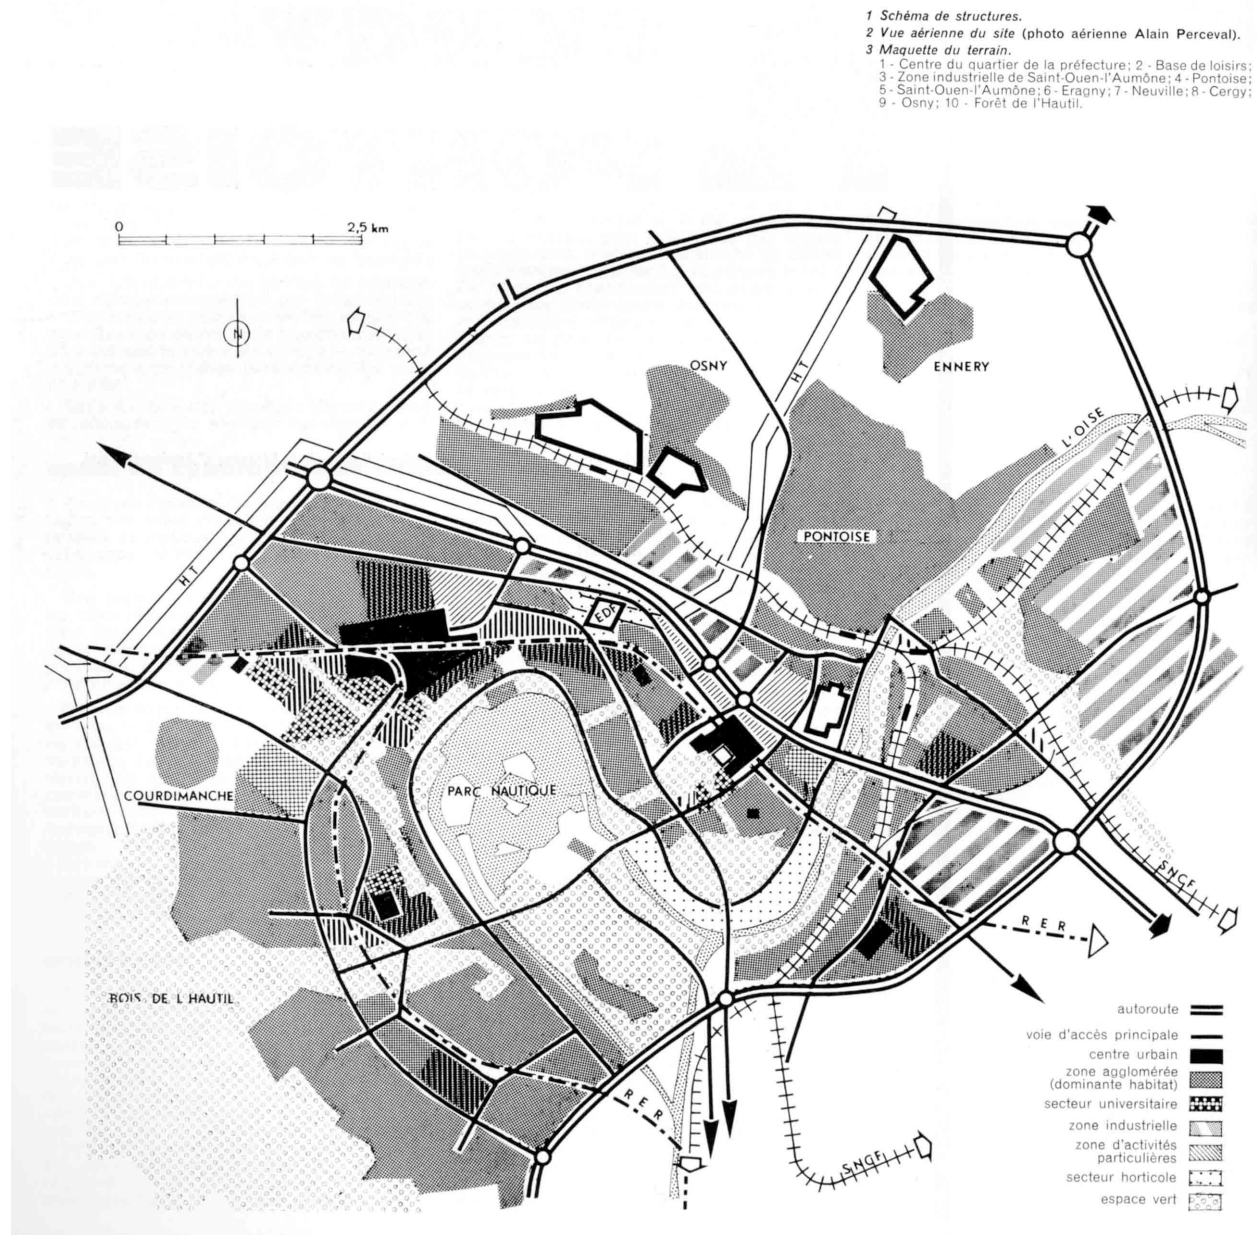 1 Schéma de structures.
2 Vue aérienne du site (photo aérienne Alain Perceval).
3 Maquette du terrain.
1 - Centre du quartier de la préfecture; 2 - Base de loisirs;
3 - Zone industrielle de Saint-Ouen-l'Aumône; 4 - Pontoise;
5 - Saint-Ouen-l'Aumône; 6 - Eragny; 7 - Neuville; 8 - Cergy;
9 - Osny; 10 - Forêt de l'Hautil.
0 2,5 km
N
OSNY
HT
ENNERY
L'OISE
PONTOISE
HT
EDF
PARC NAUTIQUE
COURDIMANCHE
SNCF
RER
BOIS DE L HAUTIL
RER
SNCF
autoroute
voie d'accès principale
centre urbain
zone agglomérée
(dominante habitat)
secteur universitaire
zone industrielle
zone d'activités
particulières
secteur horticole
espace vert